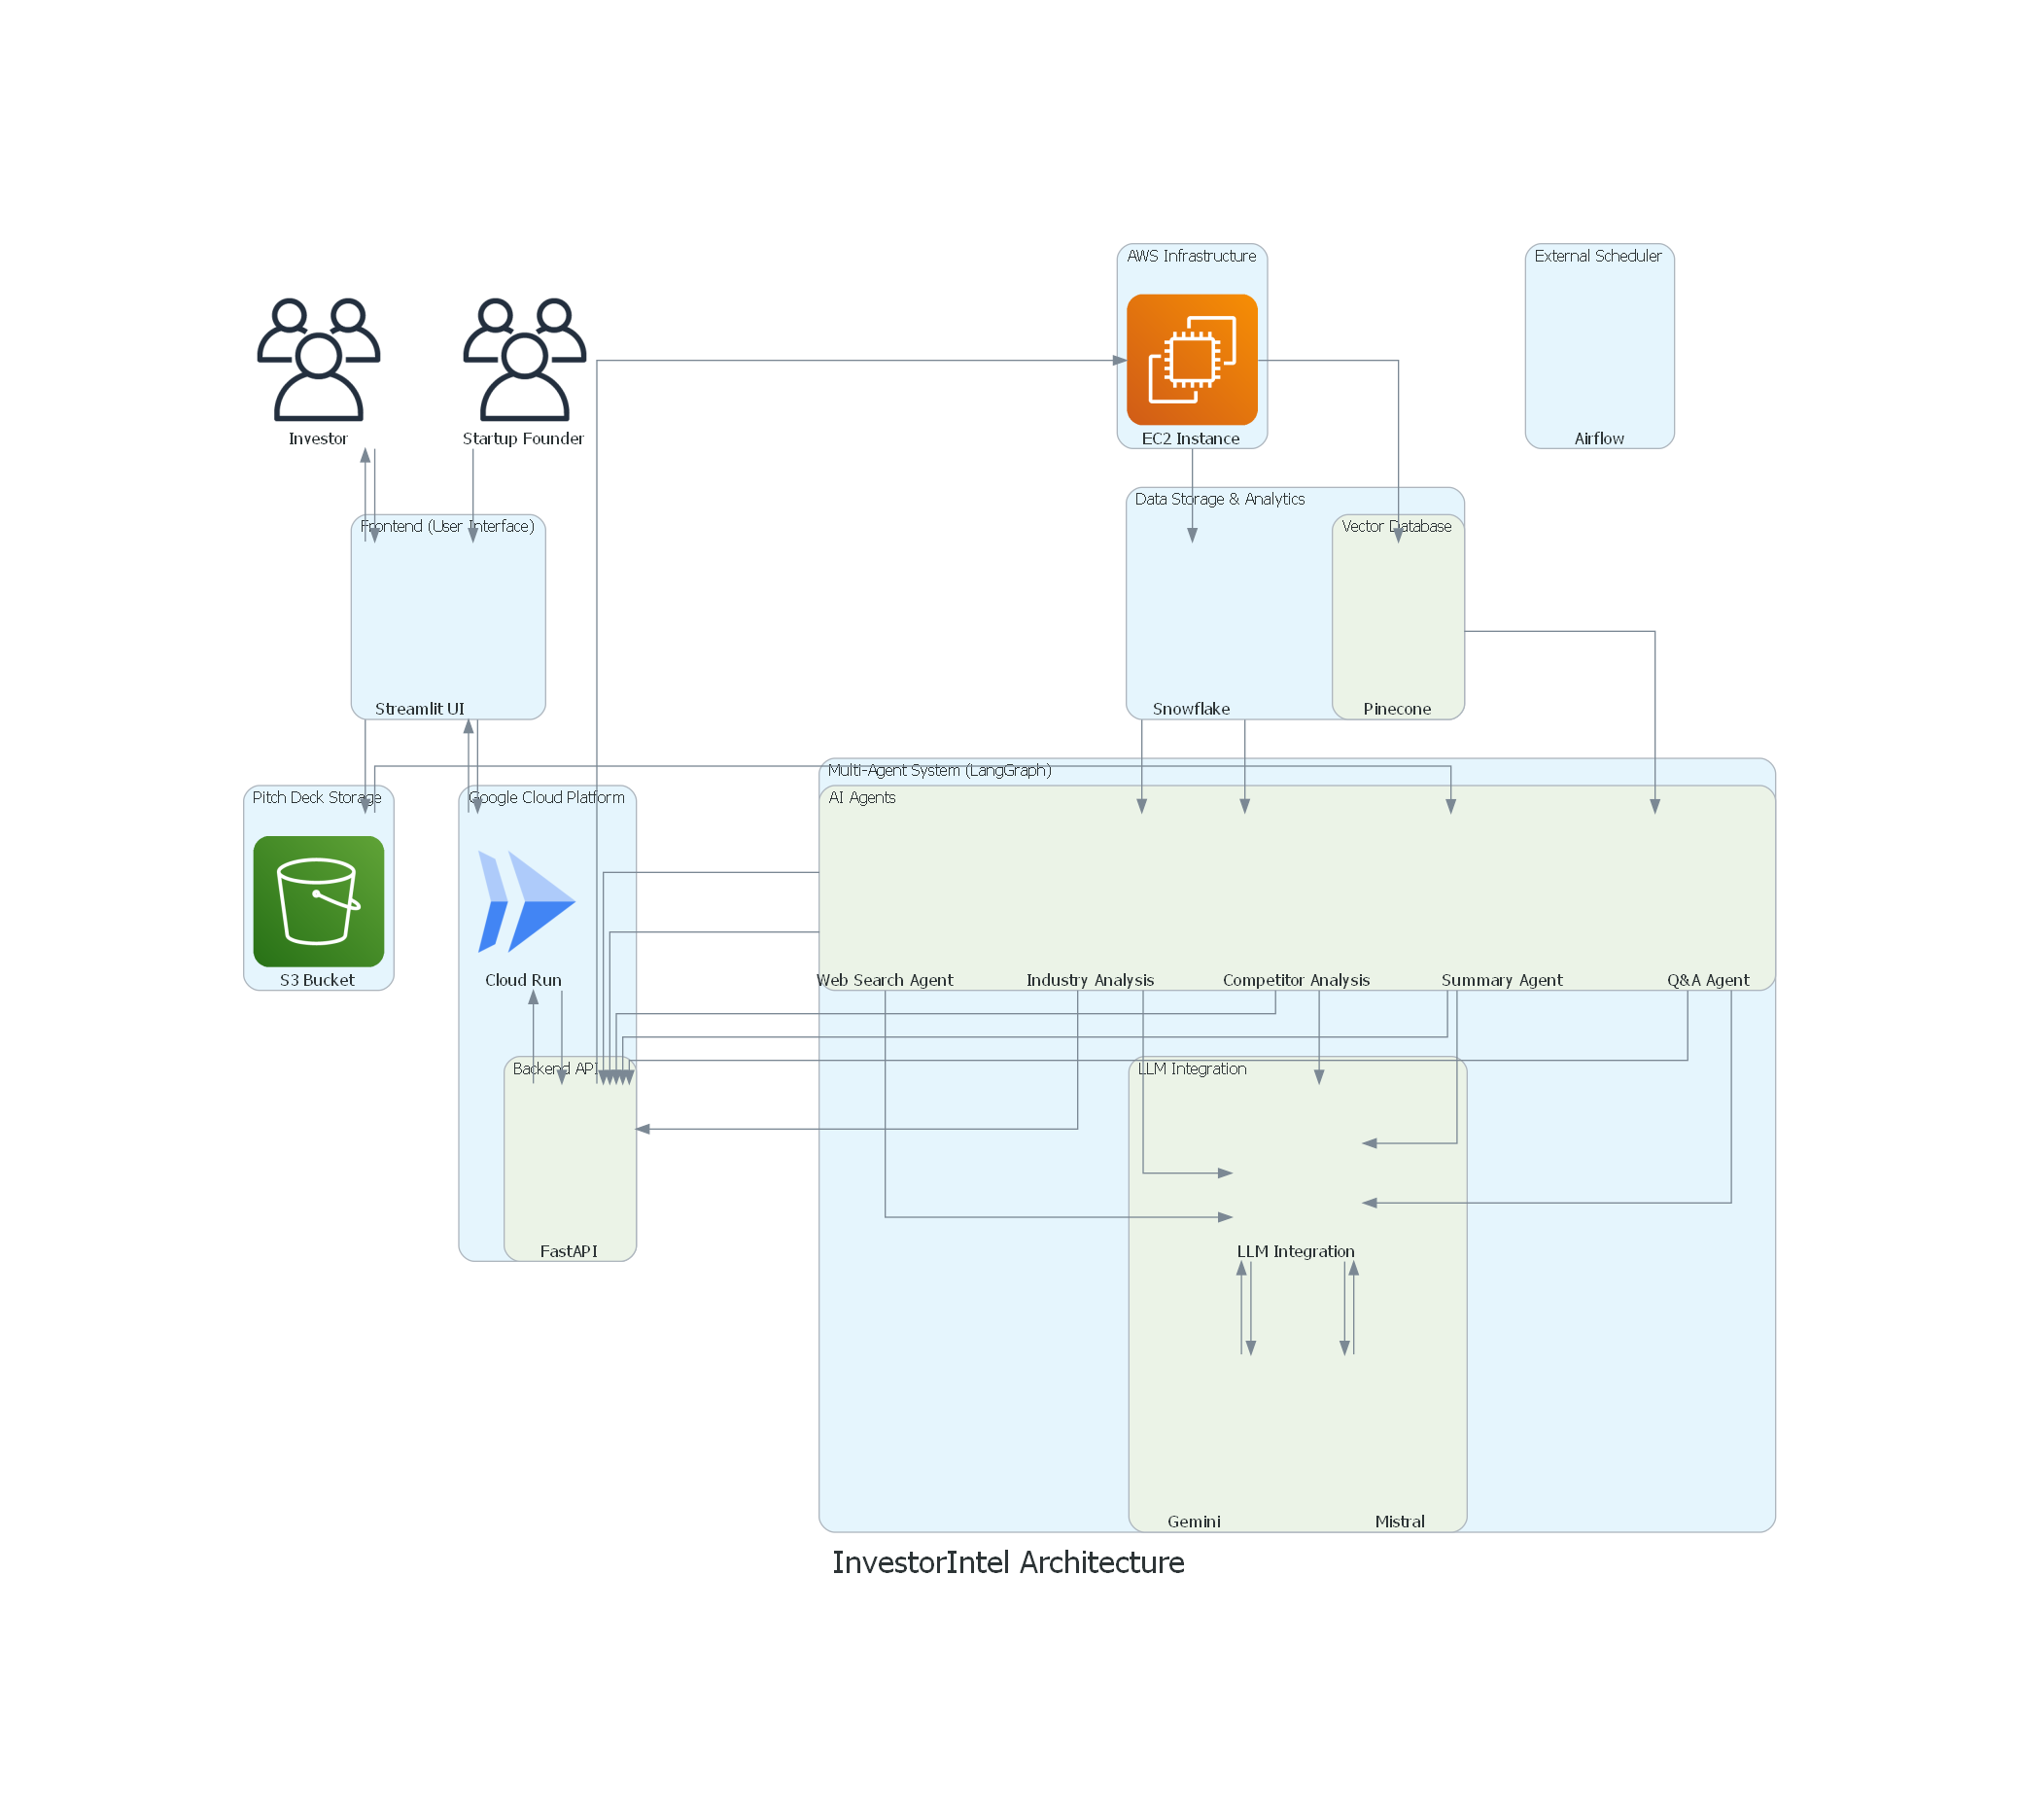 AWS Infrastructure
External Scheduler
Investor
Startup Founder
EC2 Instance
Airflow
Data Storage & Analytics
Frontend (User Interface)
Vector Database
Streamlit UI
Snowflake
Pinecone
Multi-Agent System (LangGraph)
Pitch Deck Storage
Google Cloud Platform
AI Agents
S3 Bucket
Cloud Run
Web Search Agent
Industry Analysis
Competitor Analysis
Summary Agent
Q&A Agent
Backend API
LLM Integration
FastAPI
LLM Integration
Gemini
Mistral
InvestorIntel Architecture